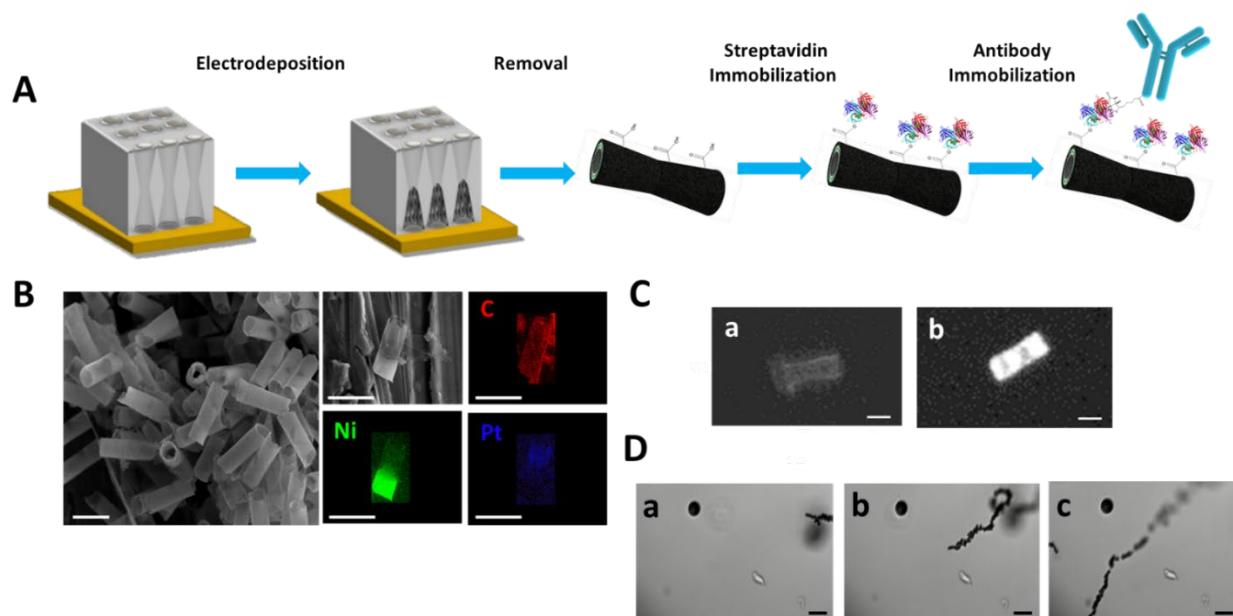 Electrodeposition
Removal
Streptavidin
Immobilization
Antibody
Immobilization
A
B
C
Ni
Pt
C
a
b
D
a
b
c